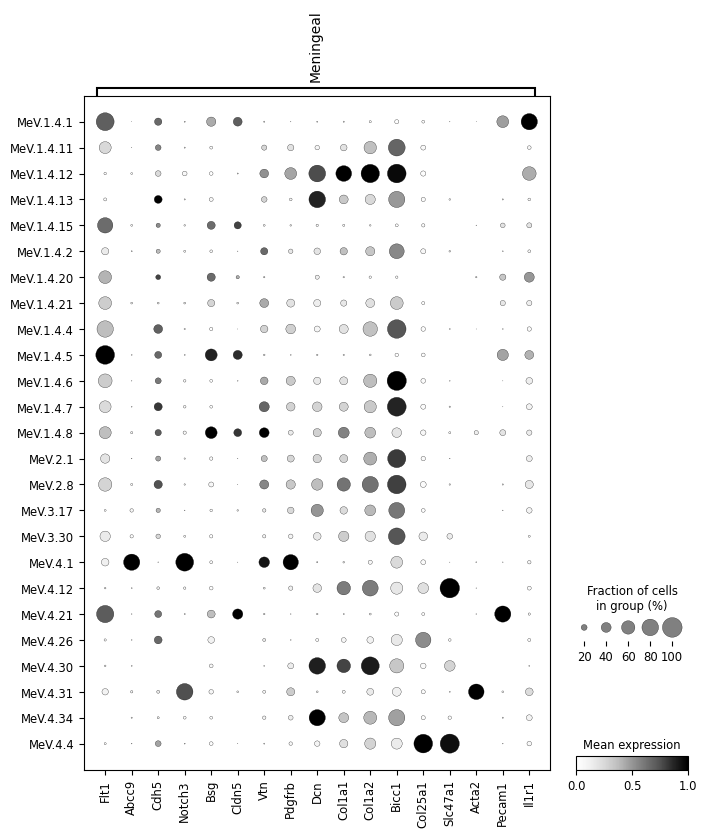 Meningeal
MeV.1.4.1
MeV.1.4.11
MeV.1.4.12
MeV.1.4.13
MeV.1.4.15
MeV.1.4.2
MeV.1.4.20
MeV.1.4.21
MeV.1.4.4
MeV.1.4.5
MeV.1.4.6
MeV.1.4.7
MeV.1.4.8
MeV.2.1
MeV.2.8
MeV.3.17
MeV.3.30
MeV.4.1
MeV.4.12
MeV.4.21
MeV.4.26
MeV.4.30
MeV.4.31
MeV.4.34
MeV.4.4
Flt1
Abcc9
Cdh5
Notch3
Bsg
Cldn5
Vtn
Pdgfrb
Dcn
Col1a1
Col1a2
Bicc1
Col25a1
Slc47a1
Acta2
Pecam1
Il1r1
Fraction of cells
in group (%)
20 40 60 80 100
Mean expression
0.0 0.5 1.0